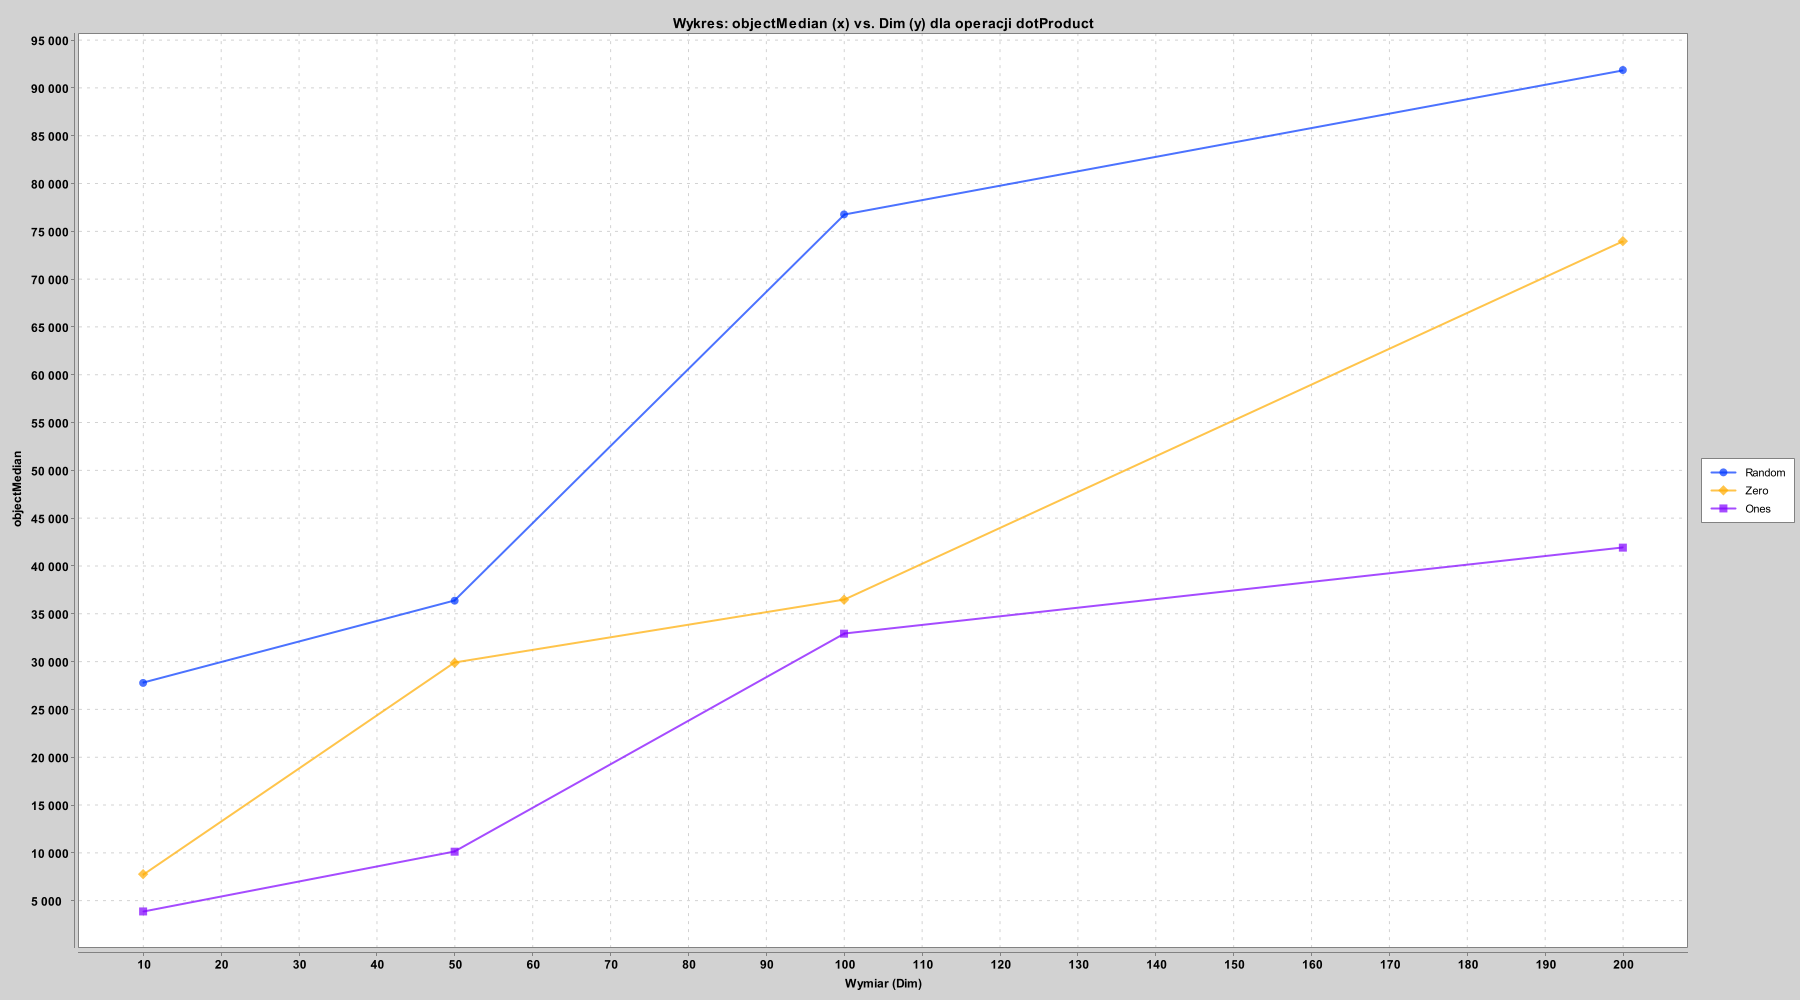 Wykres: objectMedian (x) vs. Dim (y) dla operacji dotProduct
95 000
90 000
85 000
80 000
75 000
70 000
65 000
60 000
55 000
50 000
45 000
40 000
35 000
30 000
25 000
20 000
15 000
10 000
5 000
objectMedian
10 20 30 40 50 60 70 80 90 100 110 120 130 140 150 160 170 180 190 200
Wymiar (Dim)
Random
Zero
Ones